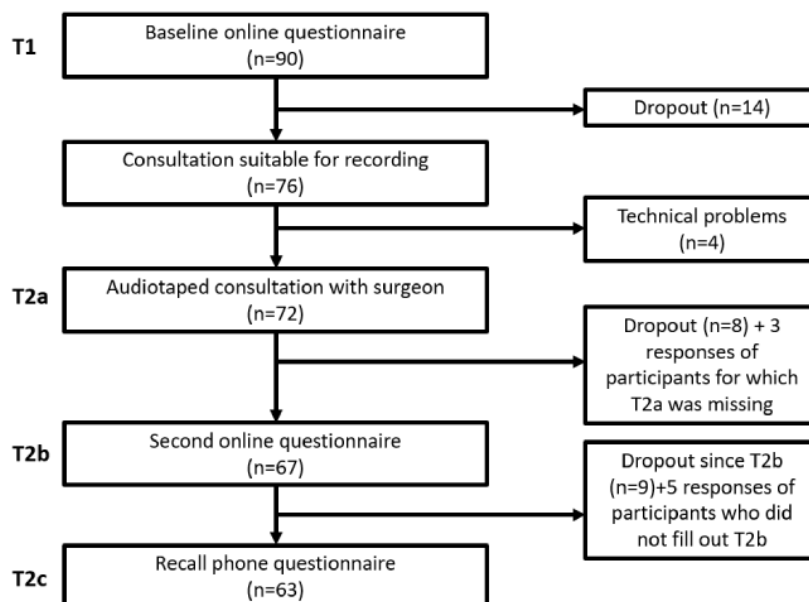 T1
Baseline online questionnaire
(n=90)
Dropout (n=14)
Consultation suitable for recording
(n=76)
Technical problems
(n=4)
T2a
Audiotaped consultation with surgeon
(n=72)
Dropout (n=8) + 3
responses of
participants for which
T2a was missing
T2b
Second online questionnaire
(n=67)
Dropout since T2b
(n=9)+5 responses of
participants who did
not fill out T2b
T2c
Recall phone questionnaire
(n=63)